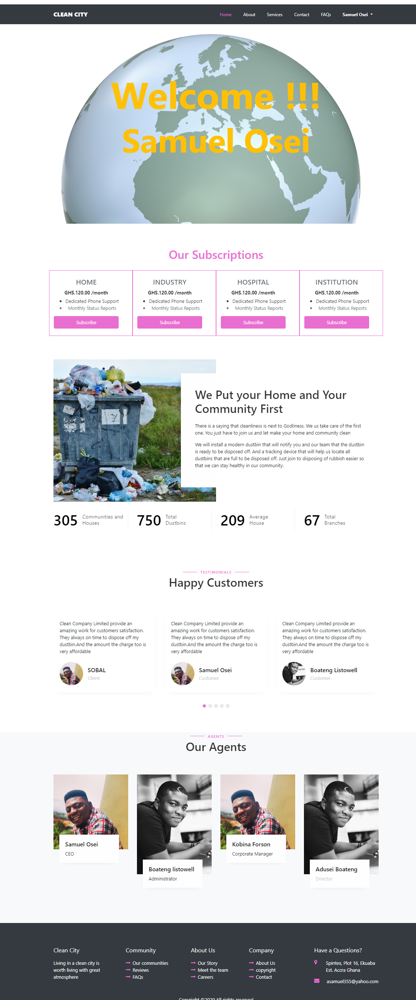 CLEAN CITY
Home About Services Contact FAQs Samuel Osei
Welcome !!!
Samuel Osei
Our Subscriptions
HOME
GHS.120.00 /month
Dedicated Phone Support
Monthly Status Reports
Subscribe
INDUSTRY
GHS.120.00 /month
Dedicated Phone Support
Monthly Status Reports
Subscribe
HOSPITAL
GHS.120.00 /month
Dedicated Phone Support
Monthly Status Reports
Subscribe
INSTITUTION
GHS.120.00 /month
Dedicated Phone Support
Monthly Status Reports
Subscribe
We Put your Home and Your
Community First
There is a saying that cleanliness is next to Godliness. We us take care of the first
one. You just have to join us and let make your home and community clean
We will install a modern dustbin that will notify you and our team that the dustbin
is ready to be disposed off. And a tracking device that will help us locate all
dustbins that are full to be disposed off. Just join to disposing of rubbish easier so
that we can stay healthy in our community.
305 Communities and
Houses
750 Total
Dustbins
209 Average
House
67 Total
Branches
TESTIMONIALS
Happy Customers
Clean Company Limited provide an
amazing work for customers satisfaction.
They always on time to dispose off my
dustbin.And the amount the charge too is
very affordable
SOBAL
Client
Clean Company Limited provide an
amazing work for customers satisfaction.
They always on time to dispose off my
dustbin.And the amount the charge too is
very affordable
Samuel Osei
Customer
Clean Company Limited provide an
amazing work for customers satisfaction.
They always on time to dispose off my
dustbin.And the amount the charge too is
very affordable
Boateng Listowell
Customer
AGENTS
Our Agents
Samuel Osei
CEO
Boateng listowell
Administrator
Kobina Forson
Corporate Manager
Adusei Boateng
Director
Clean City
Living in a clean city is
worth living with great
atmosphere
Community
Our communities
Reviews
FAQs
About Us
Our Story
Meet the team
Careers
Company
About Us
copyright
Contact
Have a Questions?
Spintex, Plot 16, Ekuaba
Est. Accra Ghana
asamuel355@yahoo.com
Copyright ©2020 All rights reserved